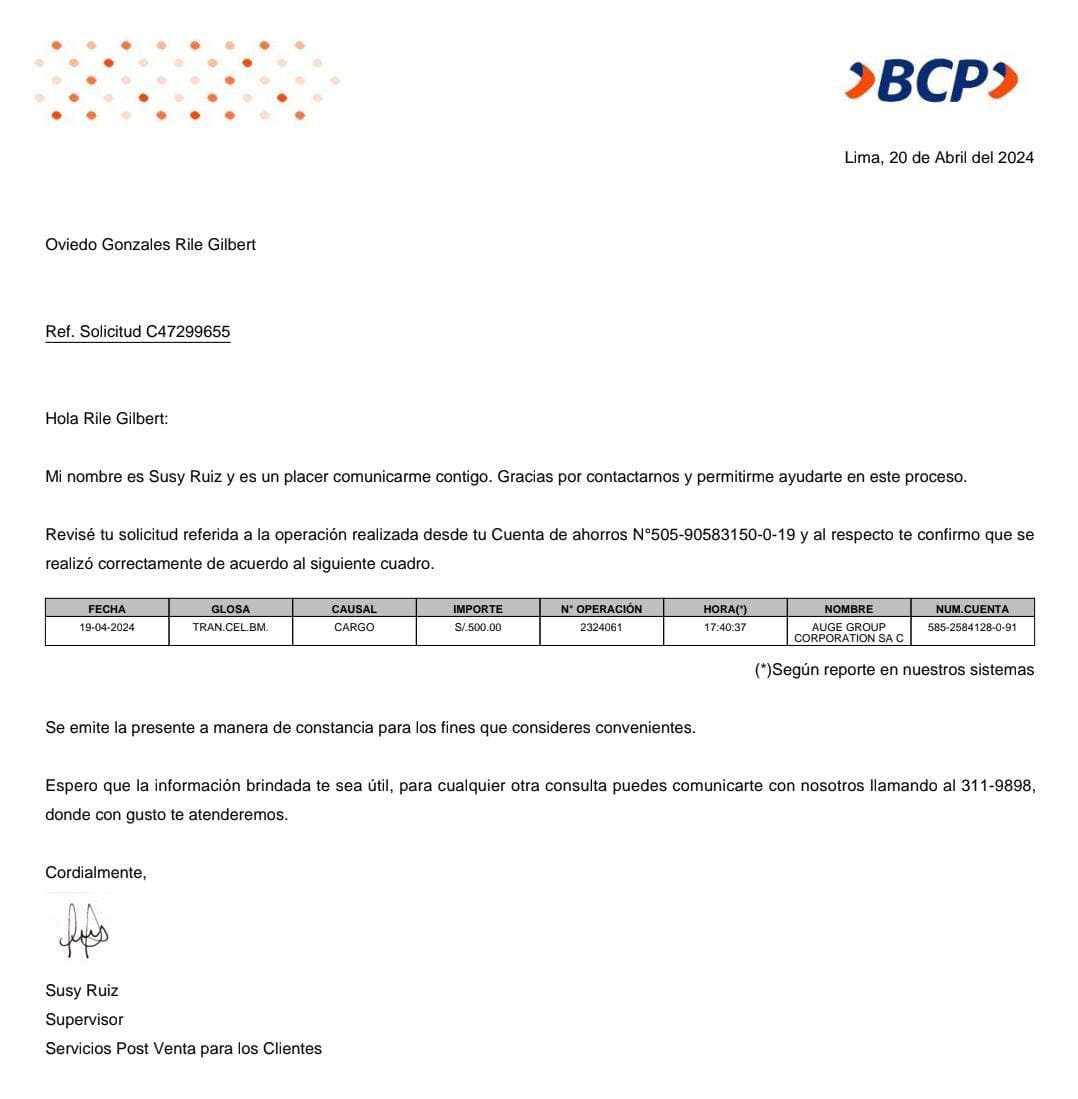 BCP
Lima, 20 de Abril del 2024
Oviedo Gonzales Rile Gilbert
Ref. Solicitud C47299655
Hola Rile Gilbert:
Mi nombre es Susy Ruiz y es un placer comunicarme contigo. Gracias por contactarnos y permitirme ayudarte en este proceso.
Revisé tu solicitud referida a la operación realizada desde tu Cuenta de ahorros N°505-90583150-0-19 y al respecto te confirmo que se
realizó correctamente de acuerdo al siguiente cuadro.
FECHA GLOSA CAUSAL IMPORTE N° OPERACIÓN HORA(*) NOMBRE NUM.CUENTA
19-04-2024 TRAN.CEL.BM. CARGO S/.500.00 2324061 17:40:37 AUGE GROUP 585-2584128-0-91
CORPORATION SA C
(*)Según reporte en nuestros sistemas
Se emite la presente a manera de constancia para los fines que consideres convenientes.
Espero que la información brindada te sea útil, para cualquier otra consulta puedes comunicarte con nosotros llamando al 311-9898,
donde con gusto te atenderemos.
Cordialmente,
Susy Ruiz
Supervisor
Servicios Post Venta para los Clientes